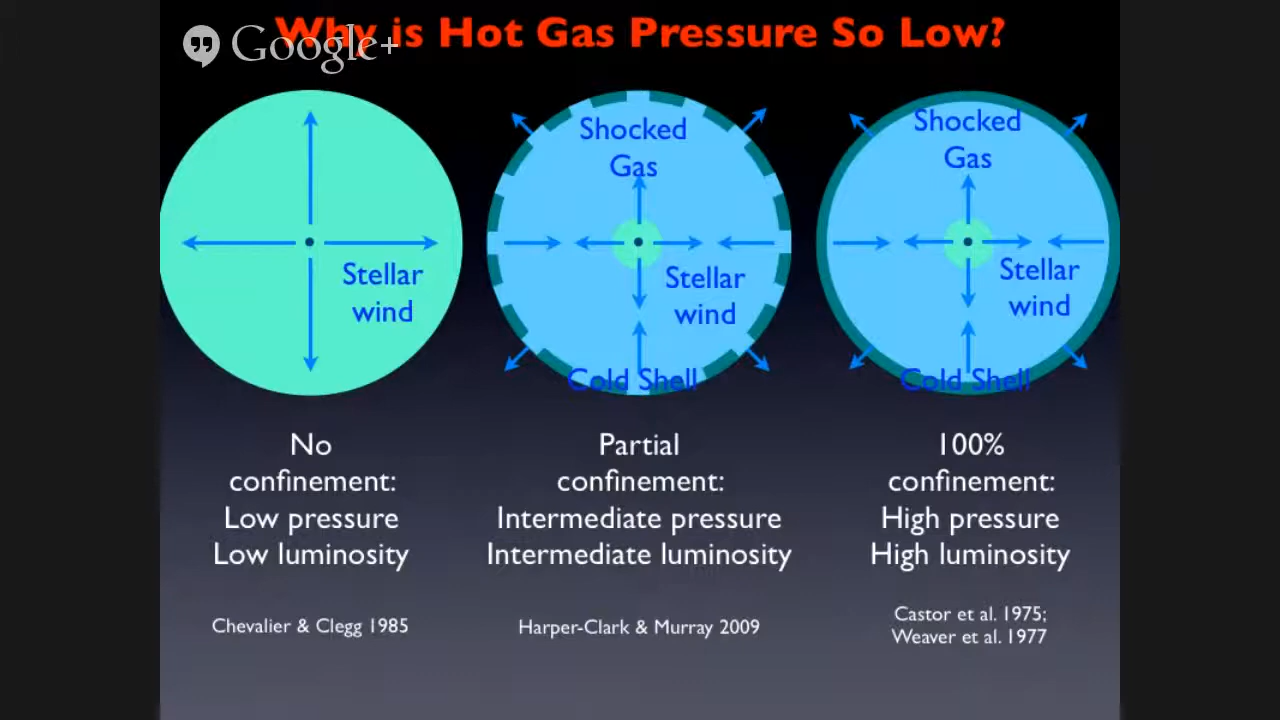 Why is Hot Gas Pressure So Low?
Google+
Stellar
wind
Shocked
Gas
Stellar
wind
Cold Shell
Shocked
Gas
Stellar
wind
Cold Shell
No
confinement:
Low pressure
Low luminosity
Chevalier & Clegg 1985
Partial
confinement:
Intermediate pressure
Intermediate luminosity
Harper-Clark & Murray 2009
100%
confinement:
High pressure
High luminosity
Castor et al. 1975;
Weaver et al. 1977